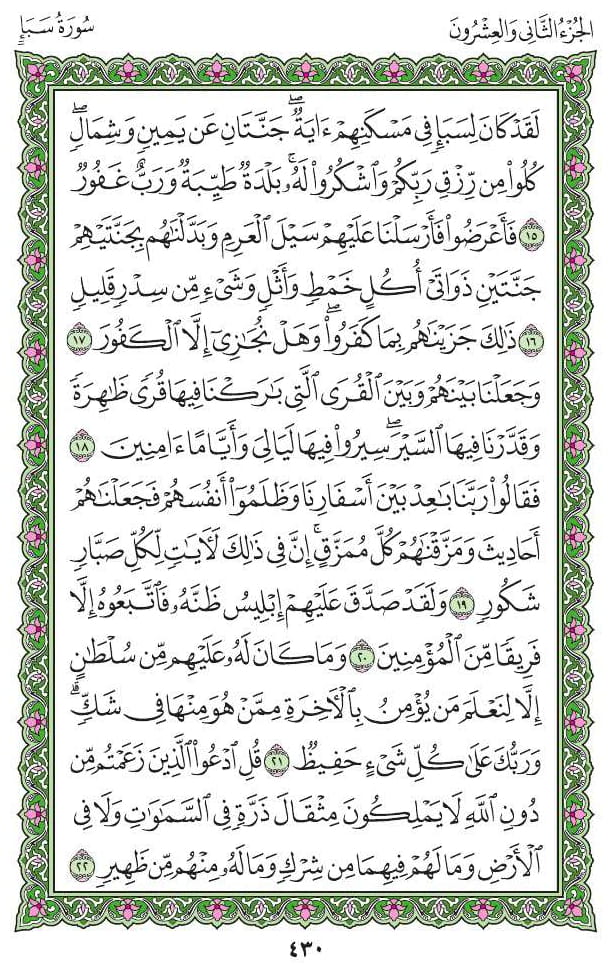 الجُزْءُ الثَّانِي وَالعِشْرُونَ
سُورَةُ سَبَإٍ
لَقَدْ كَانَ لِسَبَإٍ فِى مَسْكَنِهِمْ ءَايَةٌ ۖ جَنَّتَانِ عَن يَمِينٍ وَشِمَالٍ ۖ
كُلُوا۟ مِن رِّزْقِ رَبِّكُمْ وَٱشْكُرُوا۟ لَهُۥ ۚ بَلْدَةٌ طَيِّبَةٌ وَرَبٌّ غَفُورٌ
١٥ فَأَعْرَضُوا۟ فَأَرْسَلْنَا عَلَيْهِمْ سَيْلَ ٱلْعَرِمِ وَبَدَّلْنَٰهُم بِجَنَّتَيْهِمْ
جَنَّتَيْنِ ذَوَاتَىْ أُكُلٍ خَمْطٍ وَأَثْلٍ وَشَىْءٍ مِّن سِدْرٍ قَلِيلٍ
١٦ ذَٰلِكَ جَزَيْنَٰهُم بِمَا كَفَرُوا۟ ۖ وَهَلْ نُجَٰزِىٓ إِلَّا ٱلْكَفُورَ ١٧
وَجَعَلْنَا بَيْنَهُمْ وَبَيْنَ ٱلْقُرَى ٱلَّتِى بَٰرَكْنَا فِيهَا قُرًى ظَٰهِرَةً
وَقَدَّرْنَا فِيهَا ٱلسَّيْرَ ۖ سِيرُوا۟ فِيهَا لَيَالِىَ وَأَيَّامًا ءَامِنِينَ ١٨
فَقَالُوا۟ رَبَّنَا بَٰعِدْ بَيْنَ أَسْفَارِنَا وَظَلَمُوٓا۟ أَنفُسَهُمْ فَجَعَلْنَٰهُمْ
أَحَادِيثَ وَمَزَّقْنَٰهُمْ كُلَّ مُمَزَّقٍ ۚ إِنَّ فِى ذَٰلِكَ لَءَايَٰتٍ لِّكُلِّ صَبَّارٍ
شَكُورٍ ١٩ وَلَقَدْ صَدَّقَ عَلَيْهِمْ إِبْلِيسُ ظَنَّهُۥ فَٱتَّبَعُوهُ إِلَّا
فَرِيقًا مِّنَ ٱلْمُؤْمِنِينَ ٢٠ وَمَا كَانَ لَهُۥ عَلَيْهِم مِّن سُلْطَٰنٍ
إِلَّا لِنَعْلَمَ مَن يُؤْمِنُ بِٱلْءَاخِرَةِ مِمَّنْ هُوَ مِنْهَا فِى شَكٍّ ۗ
وَرَبُّكَ عَلَىٰ كُلِّ شَىْءٍ حَفِيظٌ ٢١ قُلِ ٱدْعُوا۟ ٱلَّذِينَ زَعَمْتُم مِّن
دُونِ ٱللَّهِ لَا يَمْلِكُونَ مِثْقَالَ ذَرَّةٍ فِى ٱلسَّمَٰوَٰتِ وَلَا فِى
ٱلْأَرْضِ وَمَا لَهُمْ فِيهِمَا مِن شِرْكٍ وَمَا لَهُۥ مِنْهُم مِّن ظَهِيرٍ ٢٢
٤٣٠